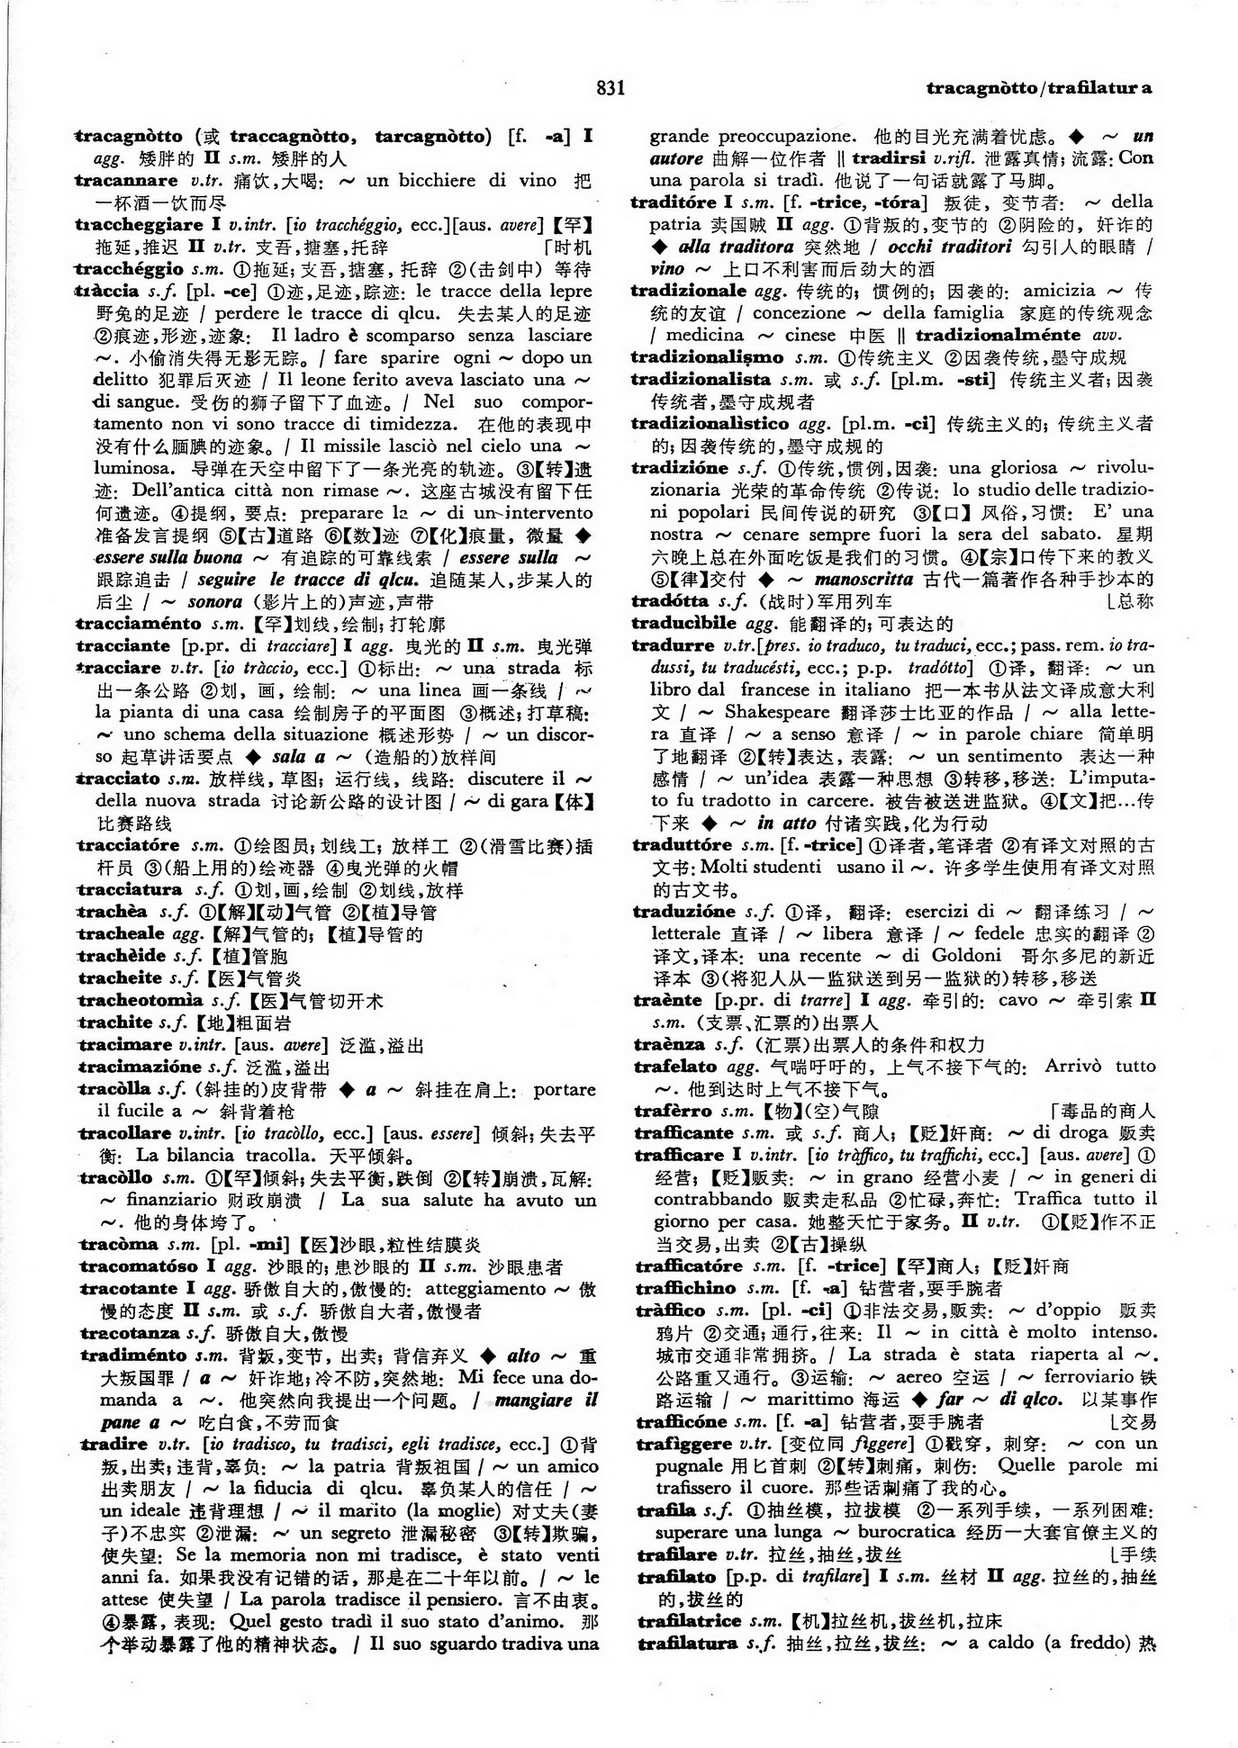 831
tracagnòtto/trafilatura
tracagnòtto (或 traccagnòtto, tarcagnòtto) [f. -a] I
agg. 矮胖的 II s.m. 矮胖的人
tracannare v.tr. 痛饮,大喝: ~ un bicchiere di vino 把
一杯酒一饮而尽
traccheggiare I v.intr. [io tracchéggio, ecc.][aus. avere]【罕】
拖延,推迟 II v.tr. 支吾,搪塞,托辞 「时机
tracchéggio s.m. ①拖延;支吾,搪塞,托辞 ②(击剑中) 等待
tràccia s.f. [pl. -ce] ①迹,足迹,踪迹: le tracce della lepre
野兔的足迹 / perdere le tracce di qlcu. 失去某人的足迹
②痕迹,形迹,迹象: Il ladro è scomparso senza lasciare
~. 小偷消失得无影无踪。/ fare sparire ogni ~ dopo un
delitto 犯罪后灭迹 / Il leone ferito aveva lasciato una ~
di sangue. 受伤的狮子留下了血迹。/ Nel suo compor-
tamento non vi sono tracce di timidezza. 在他的表现中
没有什么腼腆的迹象。/ Il missile lasciò nel cielo una ~
luminosa. 导弹在天空中留下了一条光亮的轨迹。③【转】遗
迹: Dell'antica città non rimase ~. 这座古城没有留下任
何遗迹。④提纲, 要点: preparare la ~ di un intervento
准备发言提纲 ⑤【古】道路 ⑥【数】迹 ⑦【化】痕量, 微量 ◆
essere sulla buona ~ 有追踪的可靠线索 / essere sulla ~
跟踪追击 / seguire le tracce di qlcu. 追随某人,步某人的
后尘 / ~ sonora (影片上的)声迹,声带
tracciaménto s.m.【罕】划线,绘制;打轮廓
tracciante [p.pr. di tracciare] I agg. 曳光的 II s.m. 曳光弹
tracciare v.tr. [io tràccio, ecc.] ①标出: ~ una strada 标
出一条公路 ②划, 画, 绘制: ~ una linea 画一条线 / ~
la pianta di una casa 绘制房子的平面图 ③概述;打草稿:
~ uno schema della situazione 概述形势 / ~ un discor-
so 起草讲话要点 ◆ sala a ~ (造船的)放样间
tracciato s.m. 放样线, 草图; 运行线, 线路: discutere il ~
della nuova strada 讨论新公路的设计图 / ~ di gara【体】
比赛路线
tracciatóre s.m. ①绘图员;划线工; 放样工 ②(滑雪比赛)插
杆员 ③(船上用的)绘迹器 ④曳光弹的火帽
tracciatura s.f. ①划,画,绘制 ②划线,放样
trachèa s.f. ①【解】【动】气管 ②【植】导管
tracheale agg.【解】气管的; 【植】导管的
trachèide s.f.【植】管胞
tracheite s.f.【医】气管炎
tracheotomìa s.f.【医】气管切开术
trachite s.f.【地】粗面岩
tracimare v.intr. [aus. avere] 泛滥,溢出
tracimazióne s.f. 泛滥,溢出
tracòlla s.f. (斜挂的)皮背带 ◆ a ~ 斜挂在肩上: portare
il fucile a ~ 斜背着枪
tracollare v.intr. [io tracòllo, ecc.] [aus. essere] 倾斜;失去平
衡: La bilancia tracolla. 天平倾斜。
tracòllo s.m. ①【罕】倾斜;失去平衡,跌倒 ②【转】崩溃,瓦解:
~ finanziario 财政崩溃 / La sua salute ha avuto un
~. 他的身体垮了。
tracòma s.m. [pl. -mi]【医】沙眼,粒性结膜炎
tracomatóso I agg. 沙眼的;患沙眼的 II s.m. 沙眼患者
tracotante I agg. 骄傲自大的,傲慢的: atteggiamento ~ 傲
慢的态度 II s.m. 或 s.f. 骄傲自大者,傲慢者
tracotanza s.f. 骄傲自大,傲慢
tradiménto s.m. 背叛,变节, 出卖; 背信弃义 ◆ alto ~ 重
大叛国罪 / a ~ 奸诈地;冷不防,突然地: Mi fece una do-
manda a ~. 他突然向我提出一个问题。/ mangiare il
pane a ~ 吃白食,不劳而食
tradire v.tr. [io tradisco, tu tradisci, egli tradisce, ecc.] ①背
叛,出卖;违背,辜负: ~ la patria 背叛祖国 / ~ un amico
出卖朋友 / ~ la fiducia di qlcu. 辜负某人的信任 / ~
un ideale 违背理想 / ~ il marito (la moglie) 对丈夫(妻
子)不忠实 ②泄漏: ~ un segreto 泄漏秘密 ③【转】欺骗,
使失望: Se la memoria non mi tradisce, è stato venti
anni fa. 如果我没有记错的话, 那是在二十年以前。/ ~ le
attese 使失望 / La parola tradisce il pensiero. 言不由衷。
④暴露, 表现: Quel gesto tradì il suo stato d'animo. 那
个举动暴露了他的精神状态。/ Il suo sguardo tradiva una
grande preoccupazione. 他的目光充满着忧虑。◆ ~ un
autore 曲解一位作者 ‖ tradirsi v.rifl. 泄露真情; 流露: Con
una parola si tradì. 他说了一句话就露了马脚。
traditóre I s.m. [f. -trice, -tóra] 叛徒, 变节者: ~ della
patria 卖国贼 II agg. ①背叛的,变节的 ②阴险的, 奸诈的
◆ alla traditora 突然地 / occhi traditori 勾引人的眼睛 /
vino ~ 上口不利害而后劲大的酒
tradizionale agg. 传统的; 惯例的; 因袭的: amicizia ~ 传
统的友谊 / concezione ~ della famiglia 家庭的传统观念
/ medicina ~ cinese 中医 ‖ tradizionalménte avv.
tradizionalismo s.m. ①传统主义 ②因袭传统,墨守成规
tradizionalista s.m. 或 s.f. [pl.m. -sti] 传统主义者;因袭
传统者,墨守成规者
tradizionalìstico agg. [pl.m. -ci] 传统主义的; 传统主义者
的;因袭传统的,墨守成规的
tradizióne s.f. ①传统,惯例,因袭: una gloriosa ~ rivolu-
zionaria 光荣的革命传统 ②传说: lo studio delle tradizio-
ni popolari 民间传说的研究 ③【口】风俗,习惯: E' una
nostra ~ cenare sempre fuori la sera del sabato. 星期
六晚上总在外面吃饭是我们的习惯。④【宗】口传下来的教义
⑤【律】交付 ◆ ~ manoscritta 古代一篇著作各种手抄本的
tradótta s.f. (战时)军用列车 ⌊总称
traducìbile agg. 能翻译的;可表达的
tradurre v.tr.[pres. io traduco, tu traduci, ecc.; pass. rem. io tra-
dussi, tu traducésti, ecc.; p.p. tradótto] ①译, 翻译: ~ un
libro dal francese in italiano 把一本书从法文译成意大利
文 / ~ Shakespeare 翻译莎士比亚的作品 / ~ alla lette-
ra 直译 / ~ a senso 意译 / ~ in parole chiare 简单明
了地翻译 ②【转】表达, 表露: ~ un sentimento 表达一种
感情 / ~ un'idea 表露一种思想 ③转移,移送: L'imputa-
to fu tradotto in carcere. 被告被送进监狱。④【文】把…传
下来 ◆ ~ in atto 付诸实践,化为行动
traduttóre s.m. [f. -trice] ①译者,笔译者 ②有译文对照的古
文书: Molti studenti usano il ~. 许多学生使用有译文对照
的古文书。
traduzióne s.f. ①译, 翻译: esercizi di ~ 翻译练习 / ~
letterale 直译 / ~ libera 意译 / ~ fedele 忠实的翻译 ②
译文,译本: una recente ~ di Goldoni 哥尔多尼的新近
译本 ③(将犯人从一监狱送到另一监狱的)转移,移送
traènte [p.pr. di trarre] I agg. 牵引的: cavo ~ 牵引索 II
s.m. (支票、汇票的)出票人
traènza s.f. (汇票)出票人的条件和权力
trafelato agg. 气喘吁吁的, 上气不接下气的: Arrivò tutto
~. 他到达时上气不接下气。
trafèrro s.m.【物】(空)气隙 「毒品的商人
trafficante s.m. 或 s.f. 商人; 【贬】奸商: ~ di droga 贩卖
trafficare I v.intr. [io tràffico, tu traffichi, ecc.] [aus. avere] ①
经营; 【贬】贩卖: ~ in grano 经营小麦 / ~ in generi di
contrabbando 贩卖走私品 ②忙碌,奔忙: Traffica tutto il
giorno per casa. 她整天忙于家务。II v.tr. ①【贬】作不正
当交易,出卖 ②【古】操纵
trafficatóre s.m. [f. -trice]【罕】商人; 【贬】奸商
traffichino s.m. [f. -a] 钻营者,耍手腕者
tràffico s.m. [pl. -ci] ①非法交易,贩卖: ~ d'oppio 贩卖
鸦片 ②交通;通行,往来: Il ~ in città è molto intenso.
城市交通非常拥挤。/ La strada è stata riaperta al ~.
公路重又通行。③运输: ~ aereo 空运 / ~ ferroviario 铁
路运输 / ~ marittimo 海运 ◆ far ~ di qlco. 以某事作
trafficóne s.m. [f. -a] 钻营者,耍手腕者 ⌊交易
trafìggere v.tr. [变位同 fìggere] ①戳穿, 刺穿: ~ con un
pugnale 用匕首刺 ②【转】刺痛, 刺伤: Quelle parole mi
trafissero il cuore. 那些话刺痛了我的心。
trafila s.f. ①抽丝模, 拉拔模 ②一系列手续, 一系列困难:
superare una lunga ~ burocratica 经历一大套官僚主义的
trafilare v.tr. 拉丝,抽丝,拔丝 ⌊手续
trafilato [p.p. di trafilare] I s.m. 丝材 II agg. 拉丝的,抽丝
的,拔丝的
trafilatrice s.m.【机】拉丝机,拔丝机,拉床
trafilatura s.f. 抽丝,拉丝,拔丝: ~ a caldo (a freddo) 热